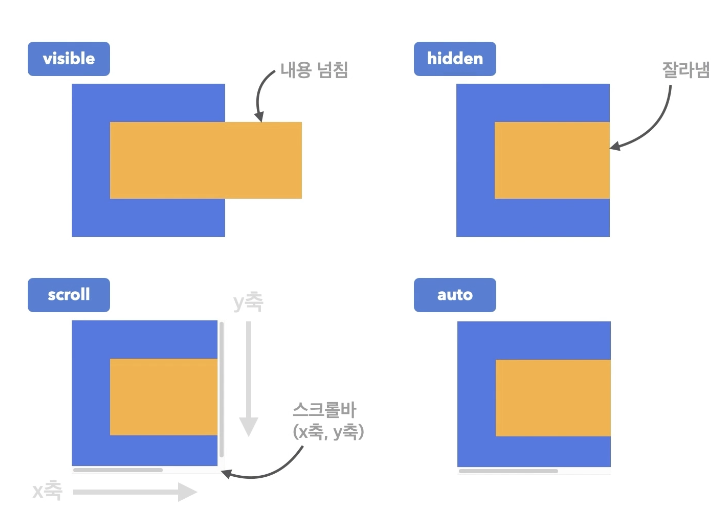 visible
내용 넘침
hidden
잘라냄
scroll
y축
auto
스크롤바
(x축, y축)
x축